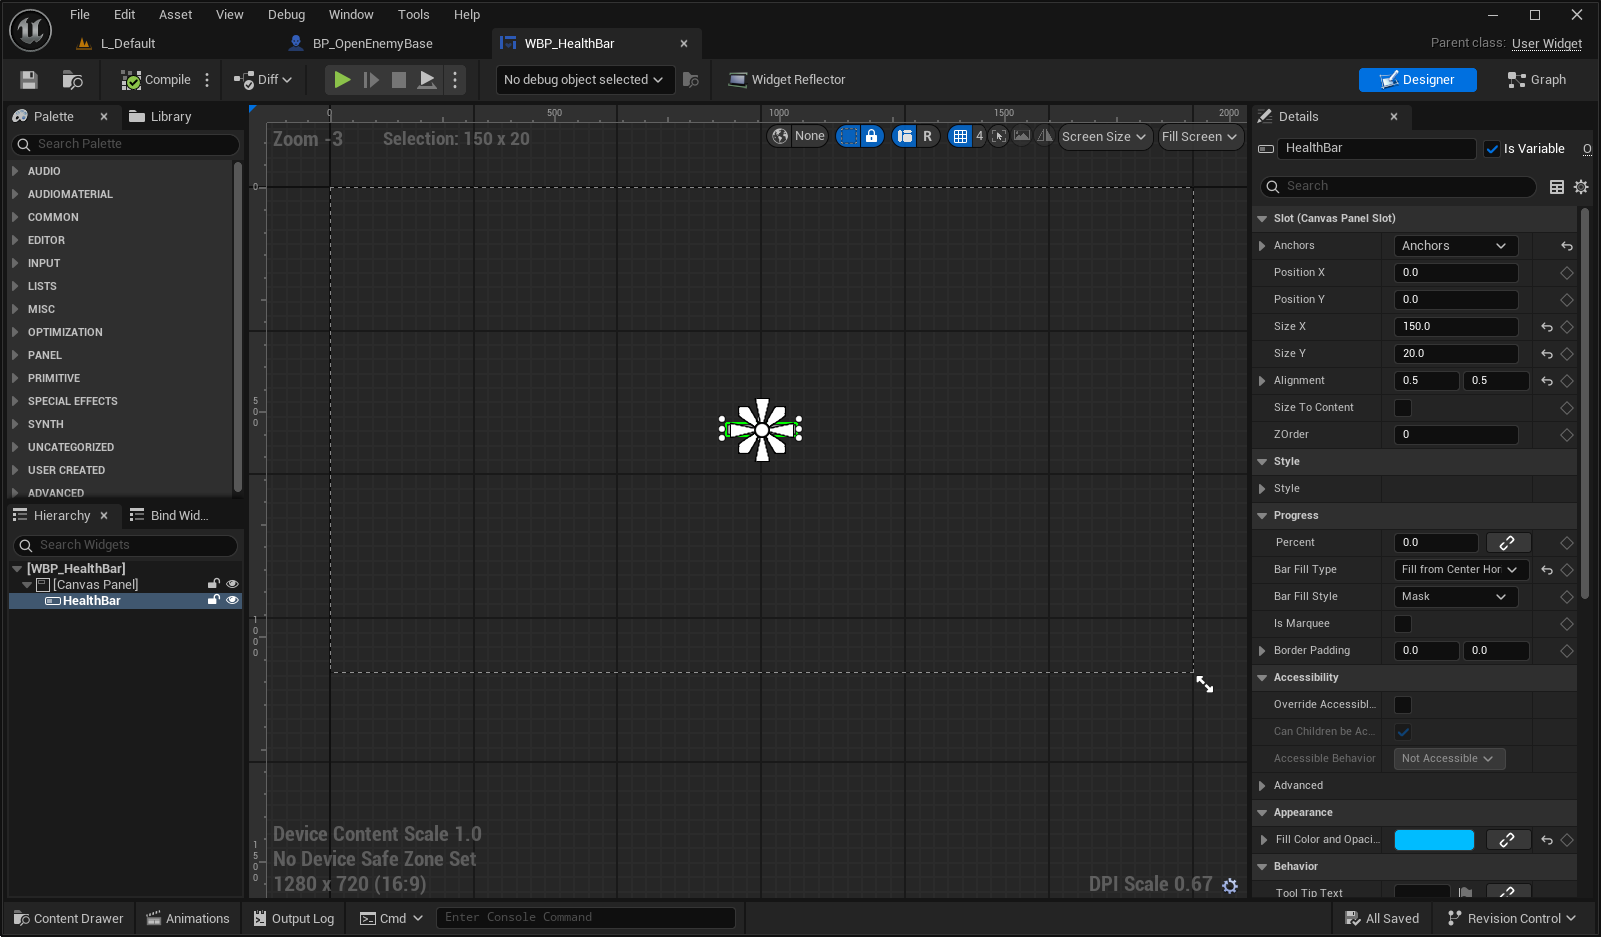 File Edit Asset View Debug Window Tools Help
L_Default BP_OpenEnemyBase WBP_HealthBar
Parent class: User Widget
Compile Diff No debug object selected Widget Reflector Designer Graph
Palette Library
Search Palette
AUDIO
AUDIOMATERIAL
COMMON
EDITOR
INPUT
LISTS
MISC
OPTIMIZATION
PANEL
PRIMITIVE
SPECIAL EFFECTS
SYNTH
UNCATEGORIZED
USER CREATED
ADVANCED
Hierarchy Bind Wid...
Search Widgets
[WBP_HealthBar]
[Canvas Panel]
HealthBar
0 500 1000 1500 2000
Zoom -3 Selection: 150 x 20 None R 4 Screen Size Fill Screen
0
500
1000
150
Device Content Scale 1.0
No Device Safe Zone Set
1280 x 720 (16:9)
DPI Scale 0.67
Details
HealthBar Is Variable O
Search
Slot (Canvas Panel Slot)
Anchors Anchors
Position X 0.0
Position Y 0.0
Size X 150.0
Size Y 20.0
Alignment 0.5 0.5
Size To Content
ZOrder 0
Style
Style
Progress
Percent 0.0
Bar Fill Type Fill from Center Hor
Bar Fill Style Mask
Is Marquee
Border Padding 0.0 0.0
Accessibility
Override Accessibl...
Can Children be Ac...
Accessible Behavior Not Accessible
Advanced
Appearance
Fill Color and Opaci...
Behavior
Tool Tip Text
Content Drawer Animations Output Log Cmd Enter Console Command All Saved Revision Control